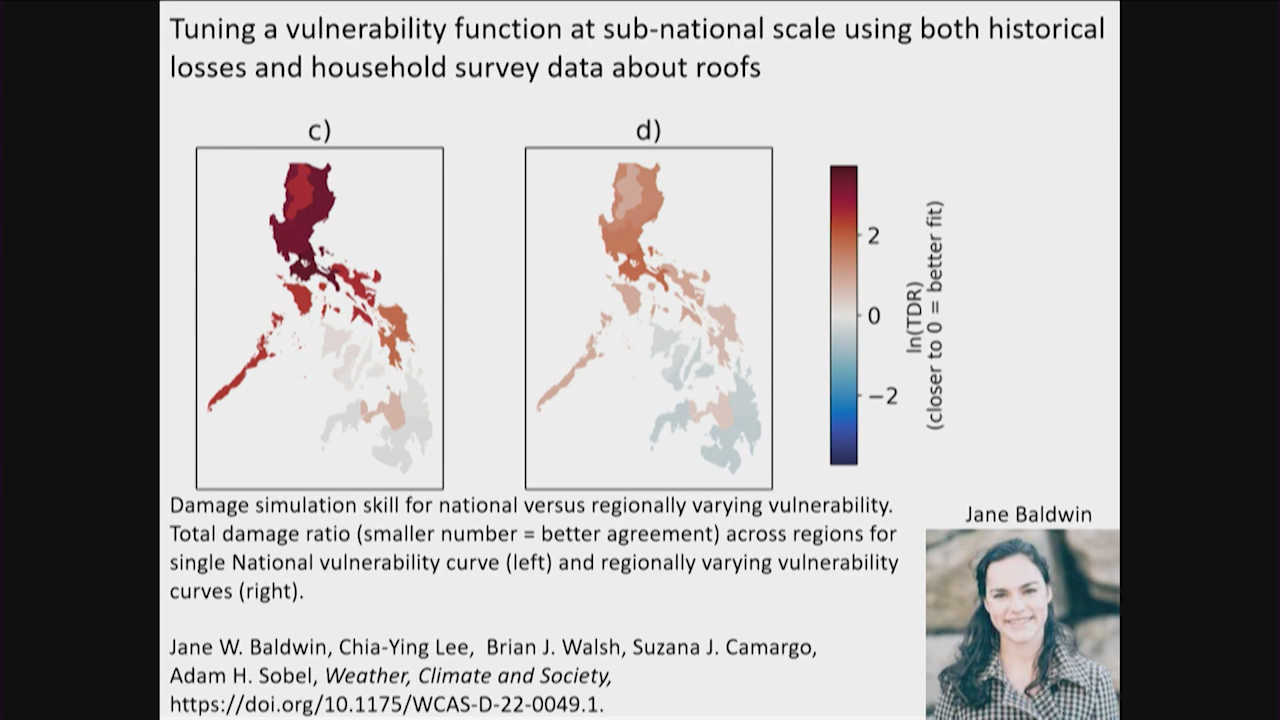 Tuning a vulnerability function at sub-national scale using both historical
losses and household survey data about roofs
c)
d)
2
0
−2
ln(TDR)
(closer to 0 = better fit)
Damage simulation skill for national versus regionally varying vulnerability.
Total damage ratio (smaller number = better agreement) across regions for
single National vulnerability curve (left) and regionally varying vulnerability
curves (right).
Jane Baldwin
Jane W. Baldwin, Chia-Ying Lee, Brian J. Walsh, Suzana J. Camargo,
Adam H. Sobel, Weather, Climate and Society,
https://doi.org/10.1175/WCAS-D-22-0049.1.